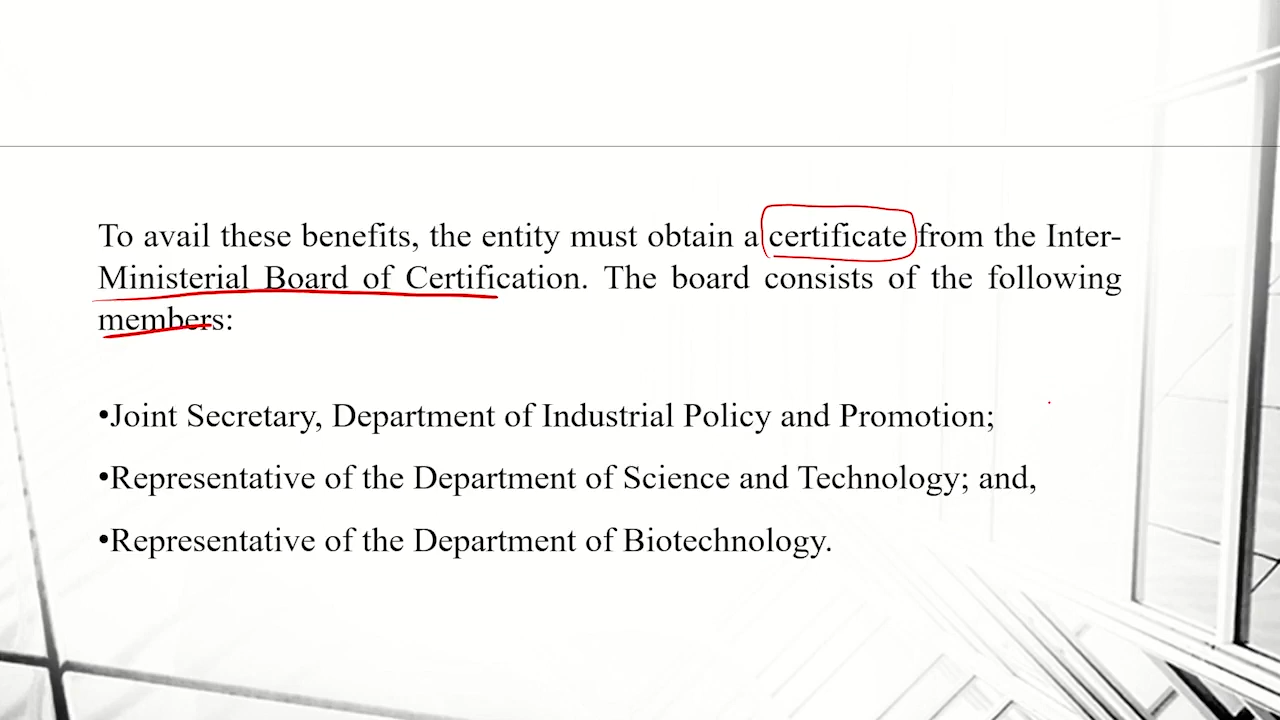 To avail these benefits, the entity must obtain a certificate from the Inter-
Ministerial Board of Certification. The board consists of the following
members:
•Joint Secretary, Department of Industrial Policy and Promotion;
•Representative of the Department of Science and Technology; and,
•Representative of the Department of Biotechnology.